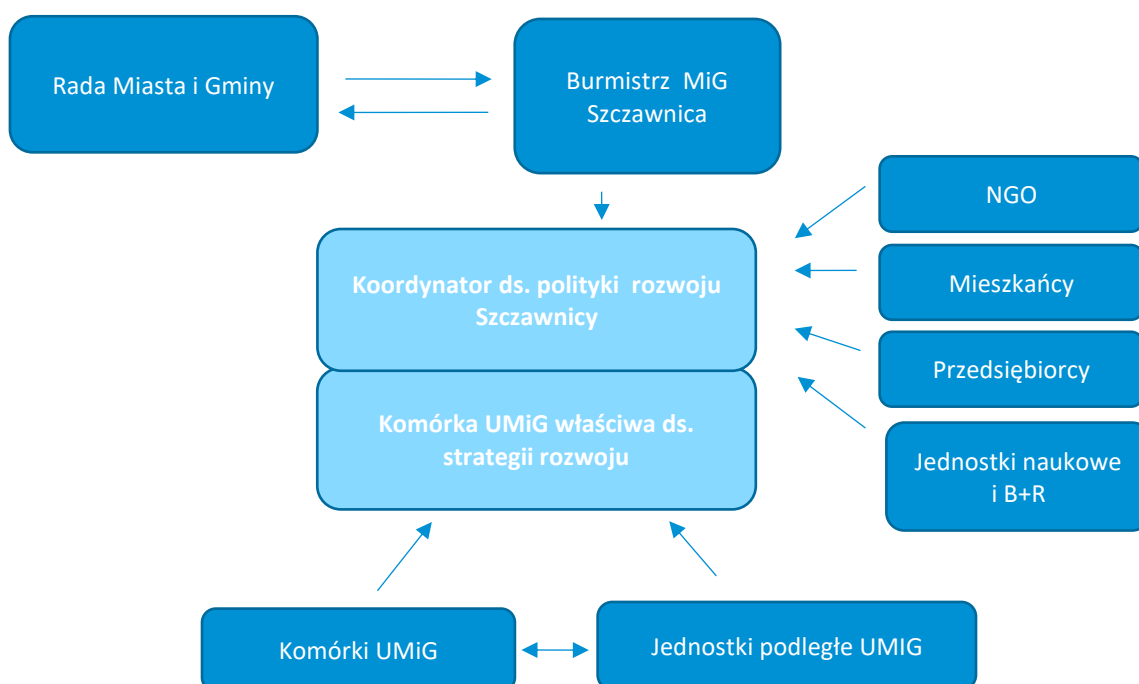 Rada Miasta i Gminy
Burmistrz MiG
Szczawnica
NGO
Koordynator ds. polityki rozwoju
Szczawnicy
Mieszkańcy
Przedsiębiorcy
Komórka UMiG właściwa ds.
strategii rozwoju
Jednostki naukowe
i B+R
Komórki UMiG
Jednostki podległe UMIG